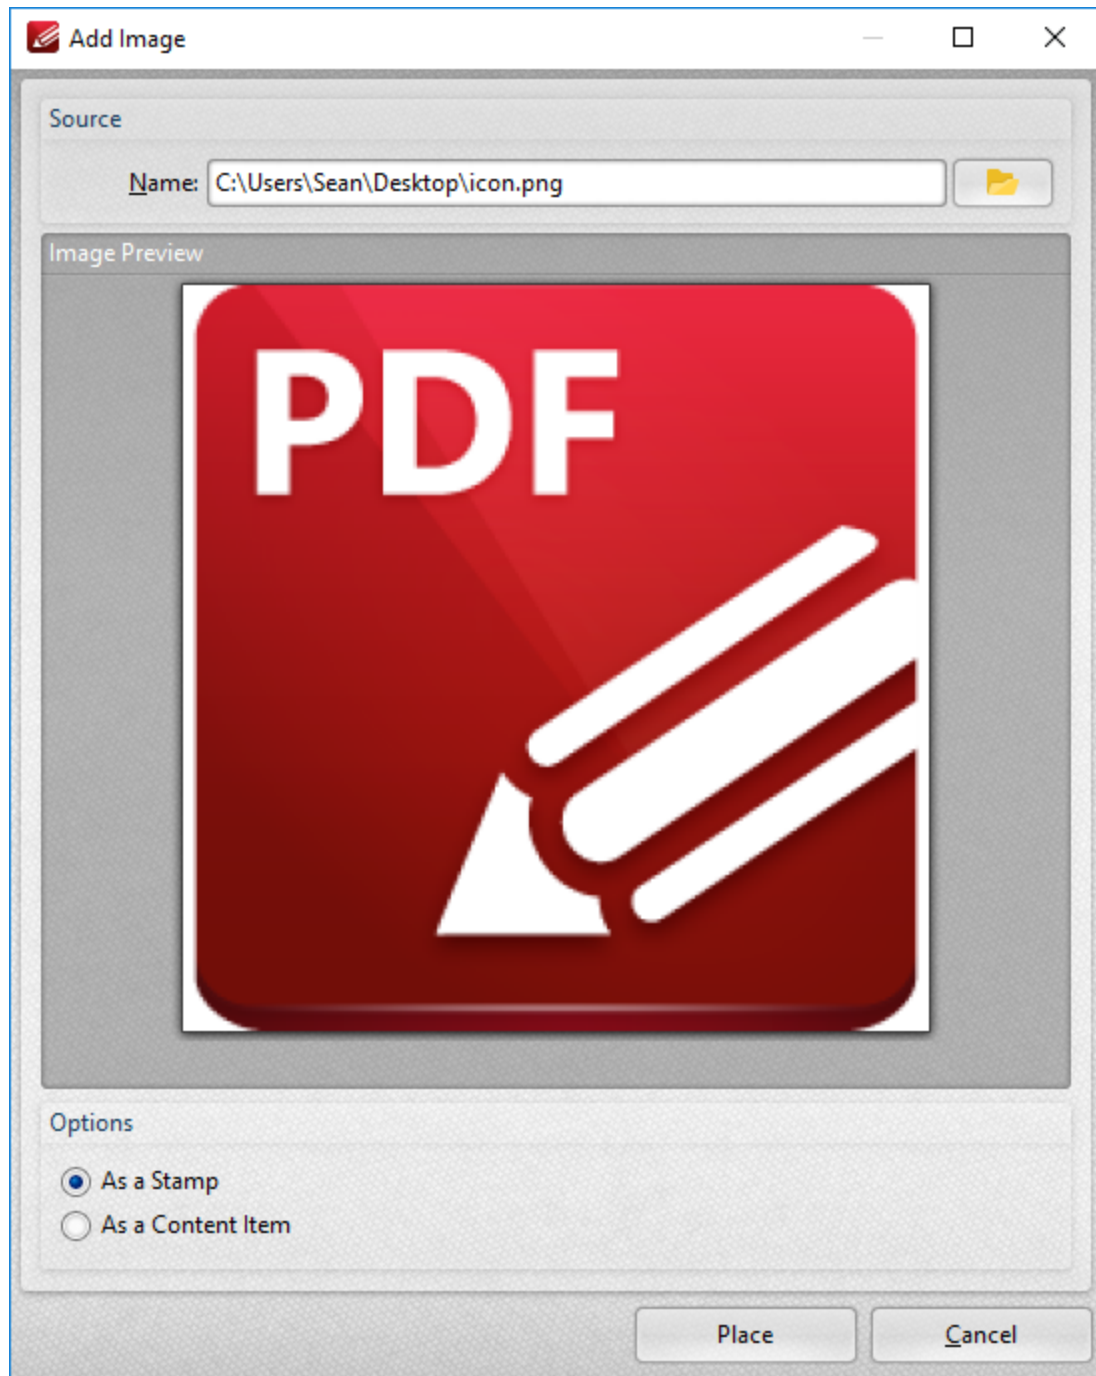 Add Image
Source
Name: C:\Users\Sean\Desktop\icon.png
Image Preview
PDF
Options
As a Stamp
As a Content Item
Place Cancel